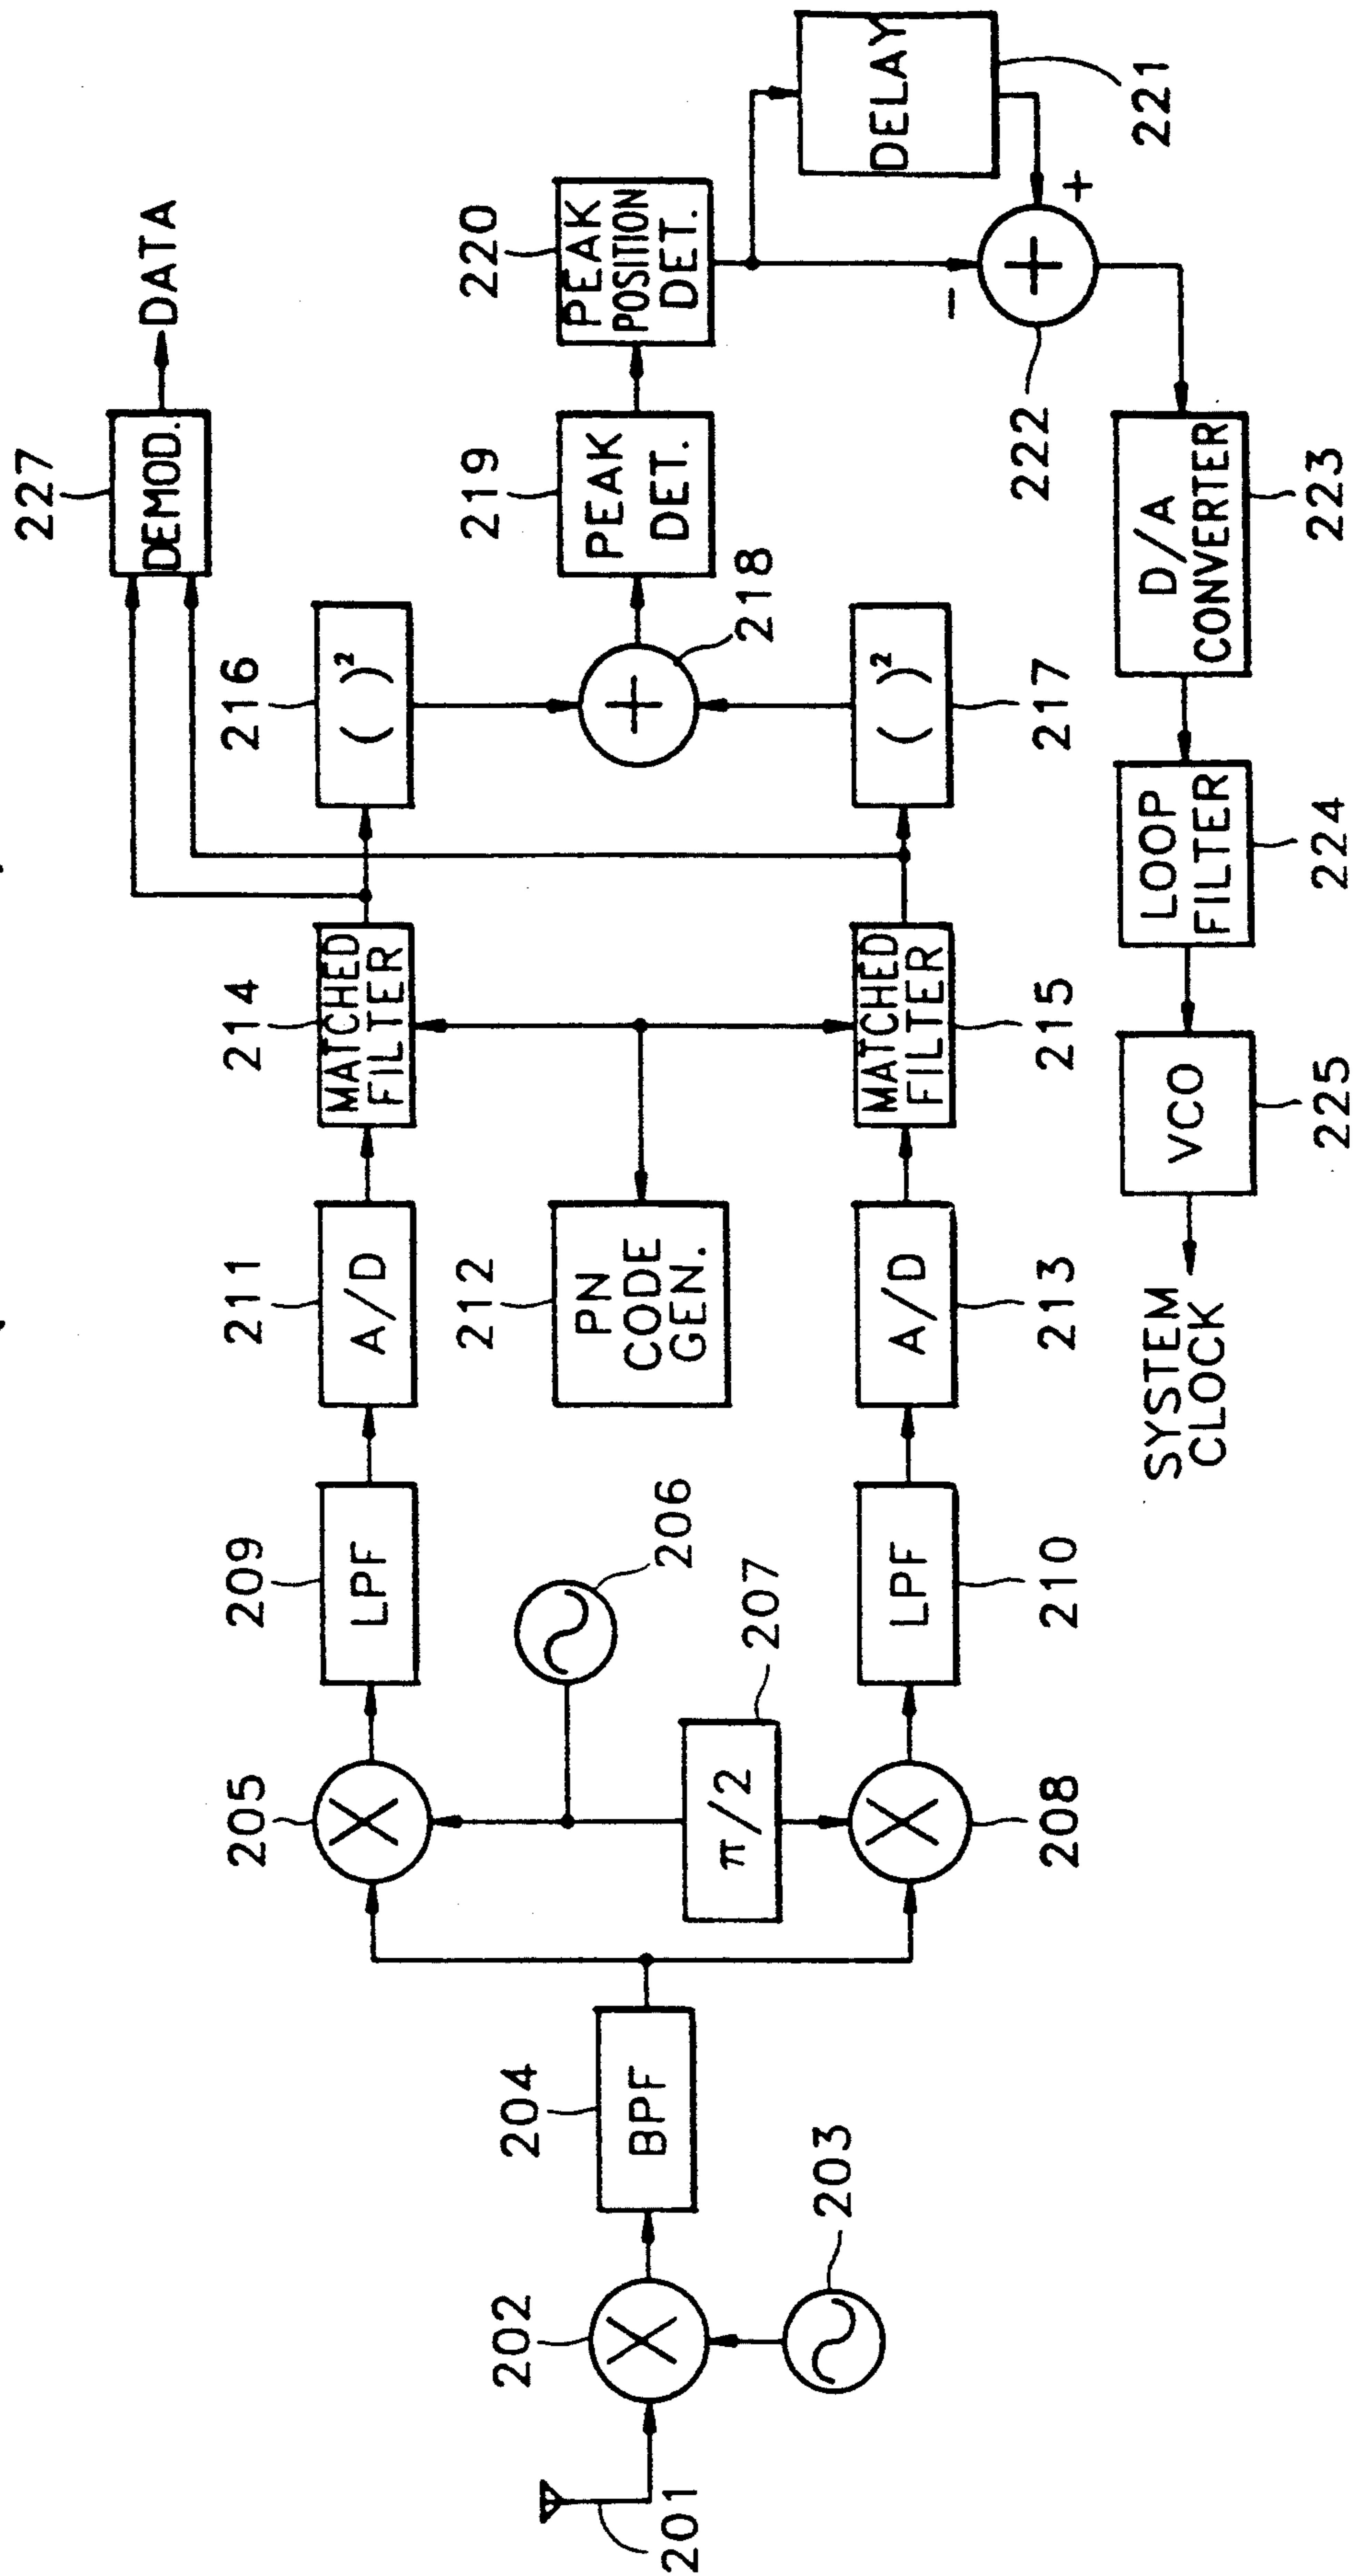 201
202
203
204
BPF
205
206
207
π/2
208
209
LPF
210
LPF
211
A/D
212
PN
CODE
GEN.
213
A/D
214
MATCHED
FILTER
215
MATCHED
FILTER
216
( )²
217
( )²
218
+
219
PEAK
DET.
220
PEAK
POSITION
DET.
221
DELAY
222
+
-
+
223
D/A
CONVERTER
224
LOOP
FILTER
225
VCO
SYSTEM
CLOCK
227
DEMOD.
DATA